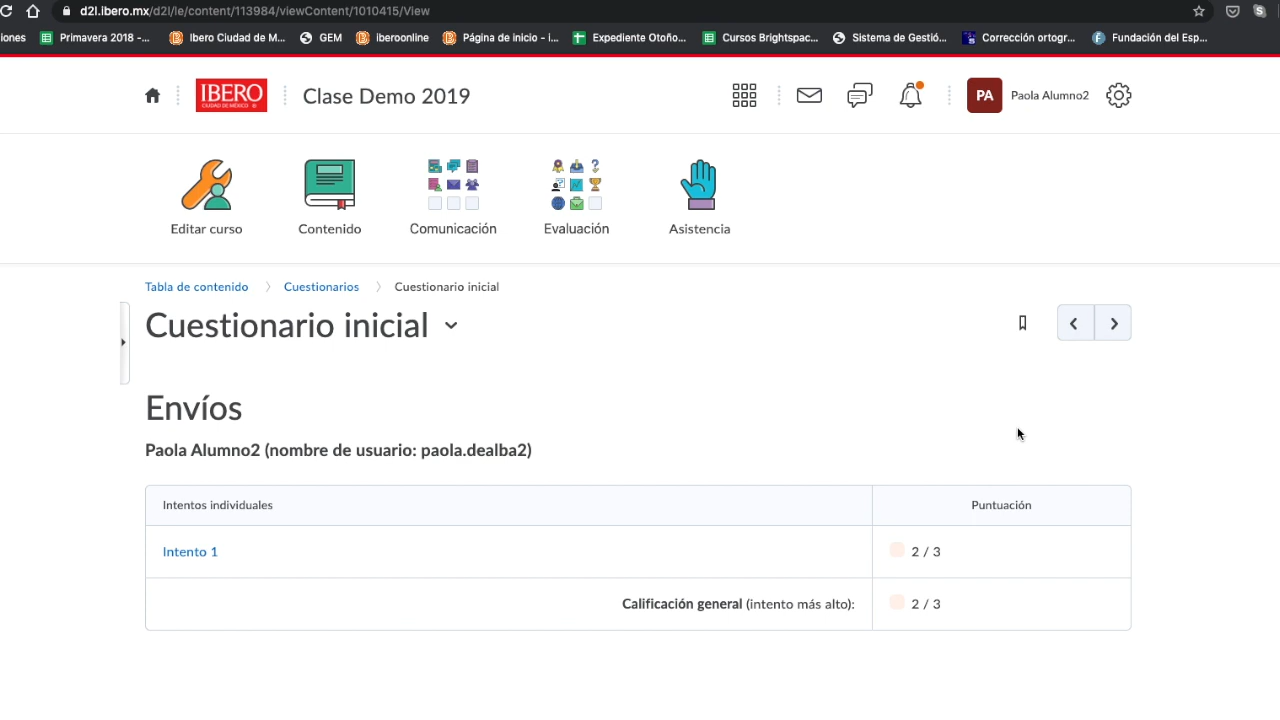 d2l.ibero.mx/d2l/le/content/113984/viewContent/1010415/View
iones Primavera 2018 -... Ibero Ciudad de M... GEM iberoonline Página de inicio - i... Expediente Otoño... Cursos Brightspac... Sistema de Gestió... Corrección ortogr... Fundación del Esp...
IBERO
CIUDAD DE MÉXICO
Clase Demo 2019
PA
Paola Alumno2
Editar curso
Contenido
Comunicación
Evaluación
Asistencia
Tabla de contenido Cuestionarios Cuestionario inicial
Cuestionario inicial
Envíos
Paola Alumno2 (nombre de usuario: paola.dealba2)
Intentos individuales Puntuación
Intento 1 2 / 3
Calificación general (intento más alto): 2 / 3